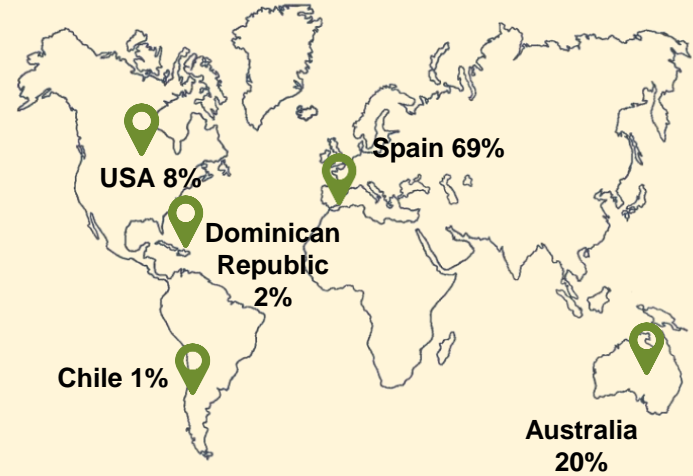 Spain 69%
USA 8%
Dominican
Republic
2%
Chile 1%
Australia
20%